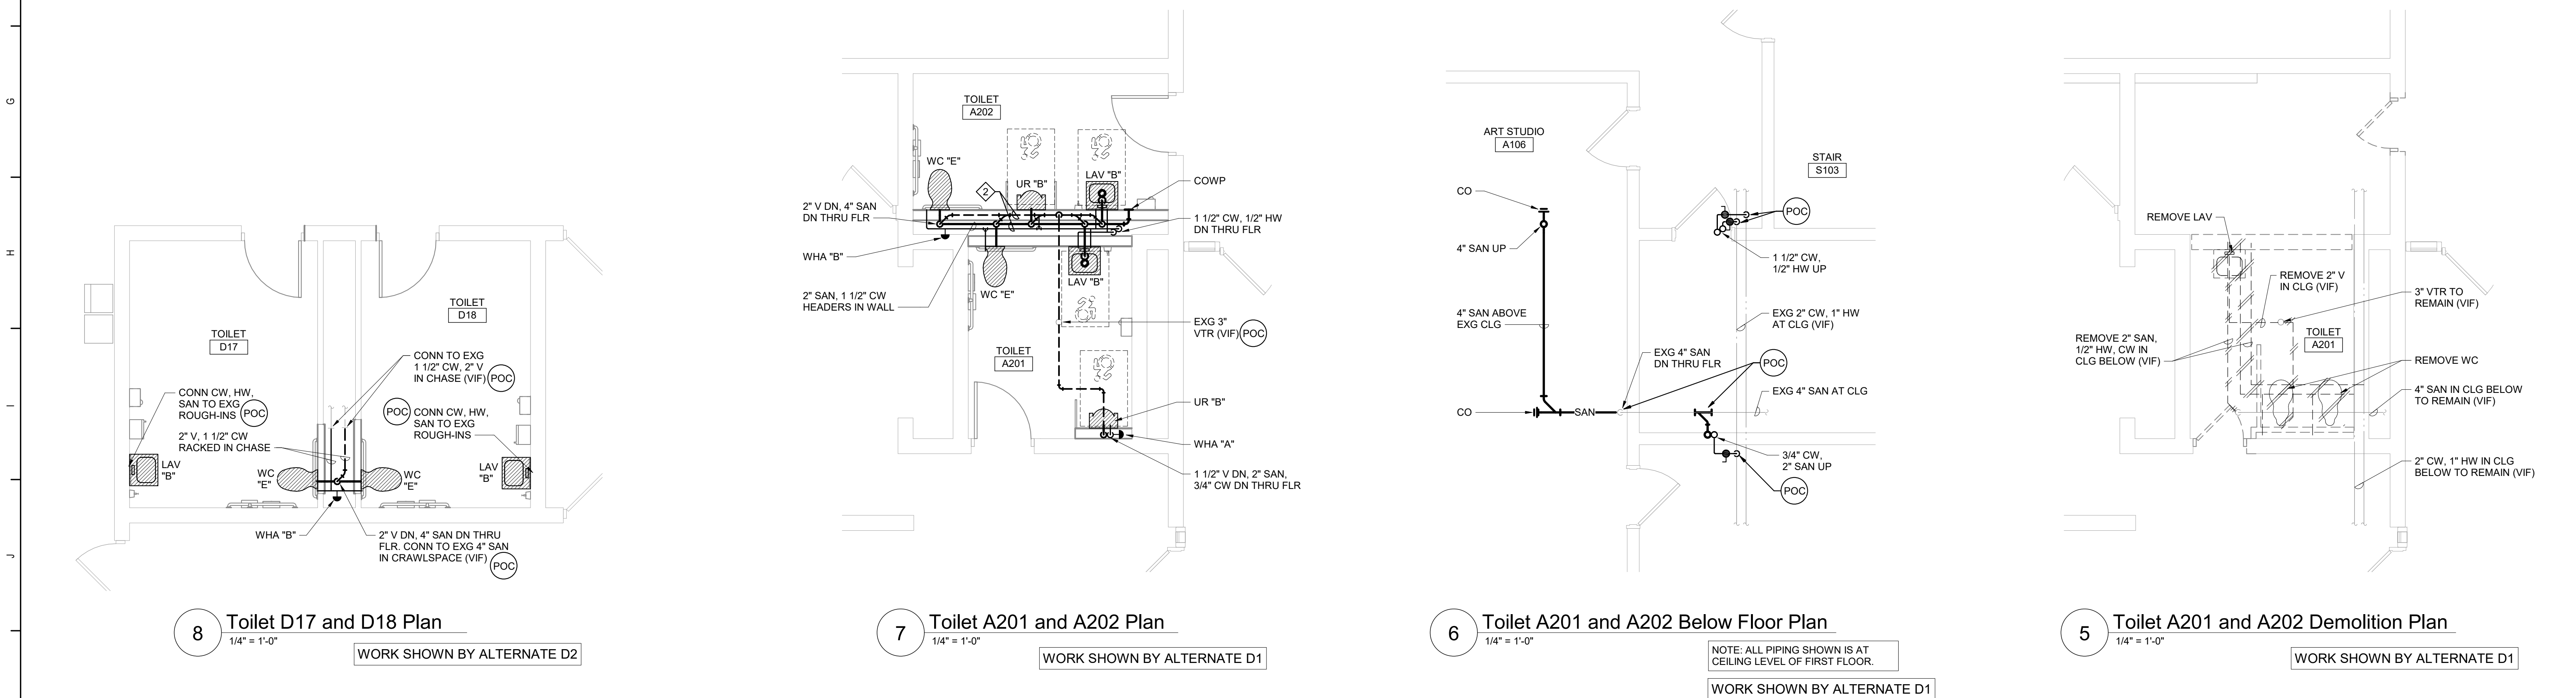 G
H
I
J
TOILET
D17
TOILET
D18
CONN TO EXG
1 1/2" CW, 2" V
IN CHASE (VIF)
POC
CONN CW, HW,
SAN TO EXG
ROUGH-INS
POC
POC
CONN CW, HW,
SAN TO EXG
ROUGH-INS
2" V, 1 1/2" CW
RACKED IN CHASE
LAV
"B"
WC
"E"
WC
"E"
LAV
"B"
WHA "B"
2" V DN, 4" SAN DN THRU
FLR. CONN TO EXG 4" SAN
IN CRAWLSPACE (VIF)
POC
8
Toilet D17 and D18 Plan
1/4" = 1'-0"
WORK SHOWN BY ALTERNATE D2
TOILET
A202
WC "E"
2
UR "B"
LAV "B"
COWP
2" V DN, 4" SAN
DN THRU FLR
1 1/2" CW, 1/2" HW
DN THRU FLR
WHA "B"
2" SAN, 1 1/2" CW
HEADERS IN WALL
WC "E"
LAV "B"
EXG 3"
VTR (VIF)
POC
TOILET
A201
UR "B"
WHA "A"
1 1/2" V DN, 2" SAN,
3/4" CW DN THRU FLR
7
Toilet A201 and A202 Plan
1/4" = 1'-0"
WORK SHOWN BY ALTERNATE D1
ART STUDIO
A106
STAIR
S103
CO
4" SAN UP
POC
1 1/2" CW,
1/2" HW UP
4" SAN ABOVE
EXG CLG
EXG 2" CW, 1" HW
AT CLG (VIF)
EXG 4" SAN
DN THRU FLR
POC
EXG 4" SAN AT CLG
CO
SAN
3/4" CW,
2" SAN UP
POC
6
Toilet A201 and A202 Below Floor Plan
1/4" = 1'-0"
NOTE: ALL PIPING SHOWN IS AT
CEILING LEVEL OF FIRST FLOOR.
WORK SHOWN BY ALTERNATE D1
REMOVE LAV
REMOVE 2" V
IN CLG (VIF)
3" VTR TO
REMAIN (VIF)
TOILET
A201
REMOVE 2" SAN,
1/2" HW, CW IN
CLG BELOW (VIF)
REMOVE WC
4" SAN IN CLG BELOW
TO REMAIN (VIF)
2" CW, 1" HW IN CLG
BELOW TO REMAIN (VIF)
5
Toilet A201 and A202 Demolition Plan
1/4" = 1'-0"
WORK SHOWN BY ALTERNATE D1